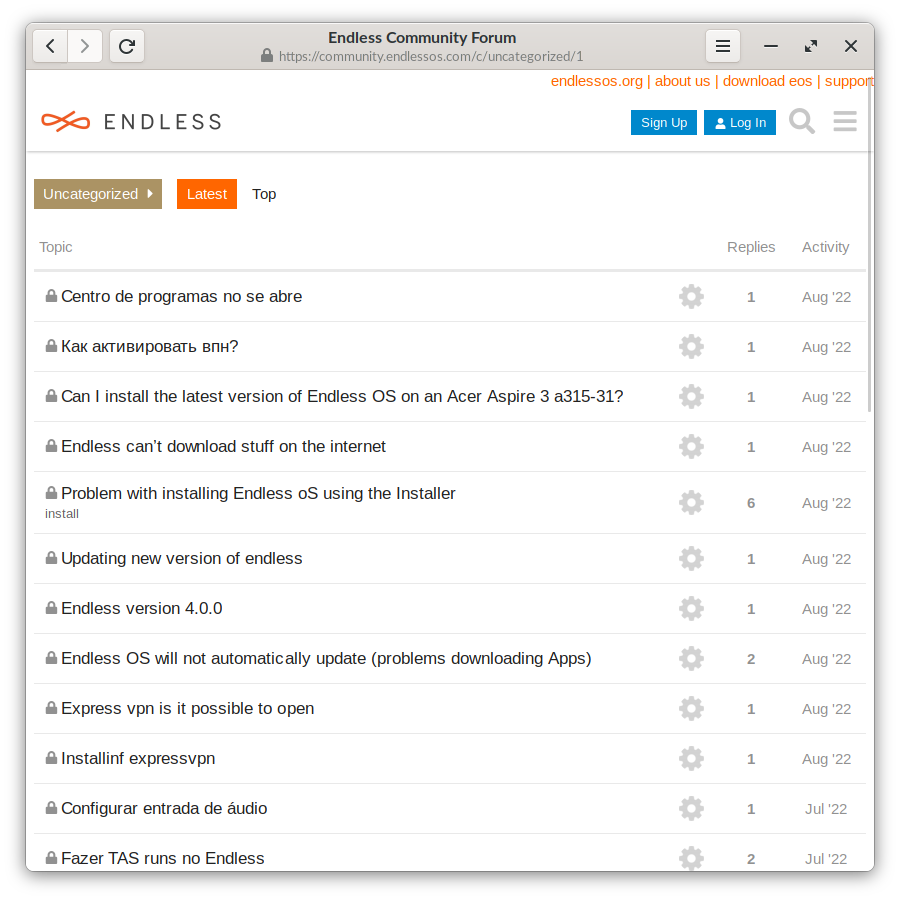 Endless Community Forum
https://community.endlessos.com/c/uncategorized/1
endlessos.org | about us | download eos | support
ENDLESS
Sign Up
Log In
Uncategorized
Latest
Top
Topic Replies Activity
Centro de programas no se abre 1 Aug '22
Как активировать впн? 1 Aug '22
Can I install the latest version of Endless OS on an Acer Aspire 3 a315-31? 1 Aug '22
Endless can’t download stuff on the internet 1 Aug '22
Problem with installing Endless oS using the Installer 6 Aug '22
install
Updating new version of endless 1 Aug '22
Endless version 4.0.0 1 Aug '22
Endless OS will not automatically update (problems downloading Apps) 2 Aug '22
Express vpn is it possible to open 1 Aug '22
Installinf expressvpn 1 Aug '22
Configurar entrada de áudio 1 Jul '22
Fazer TAS runs no Endless 2 Jul '22